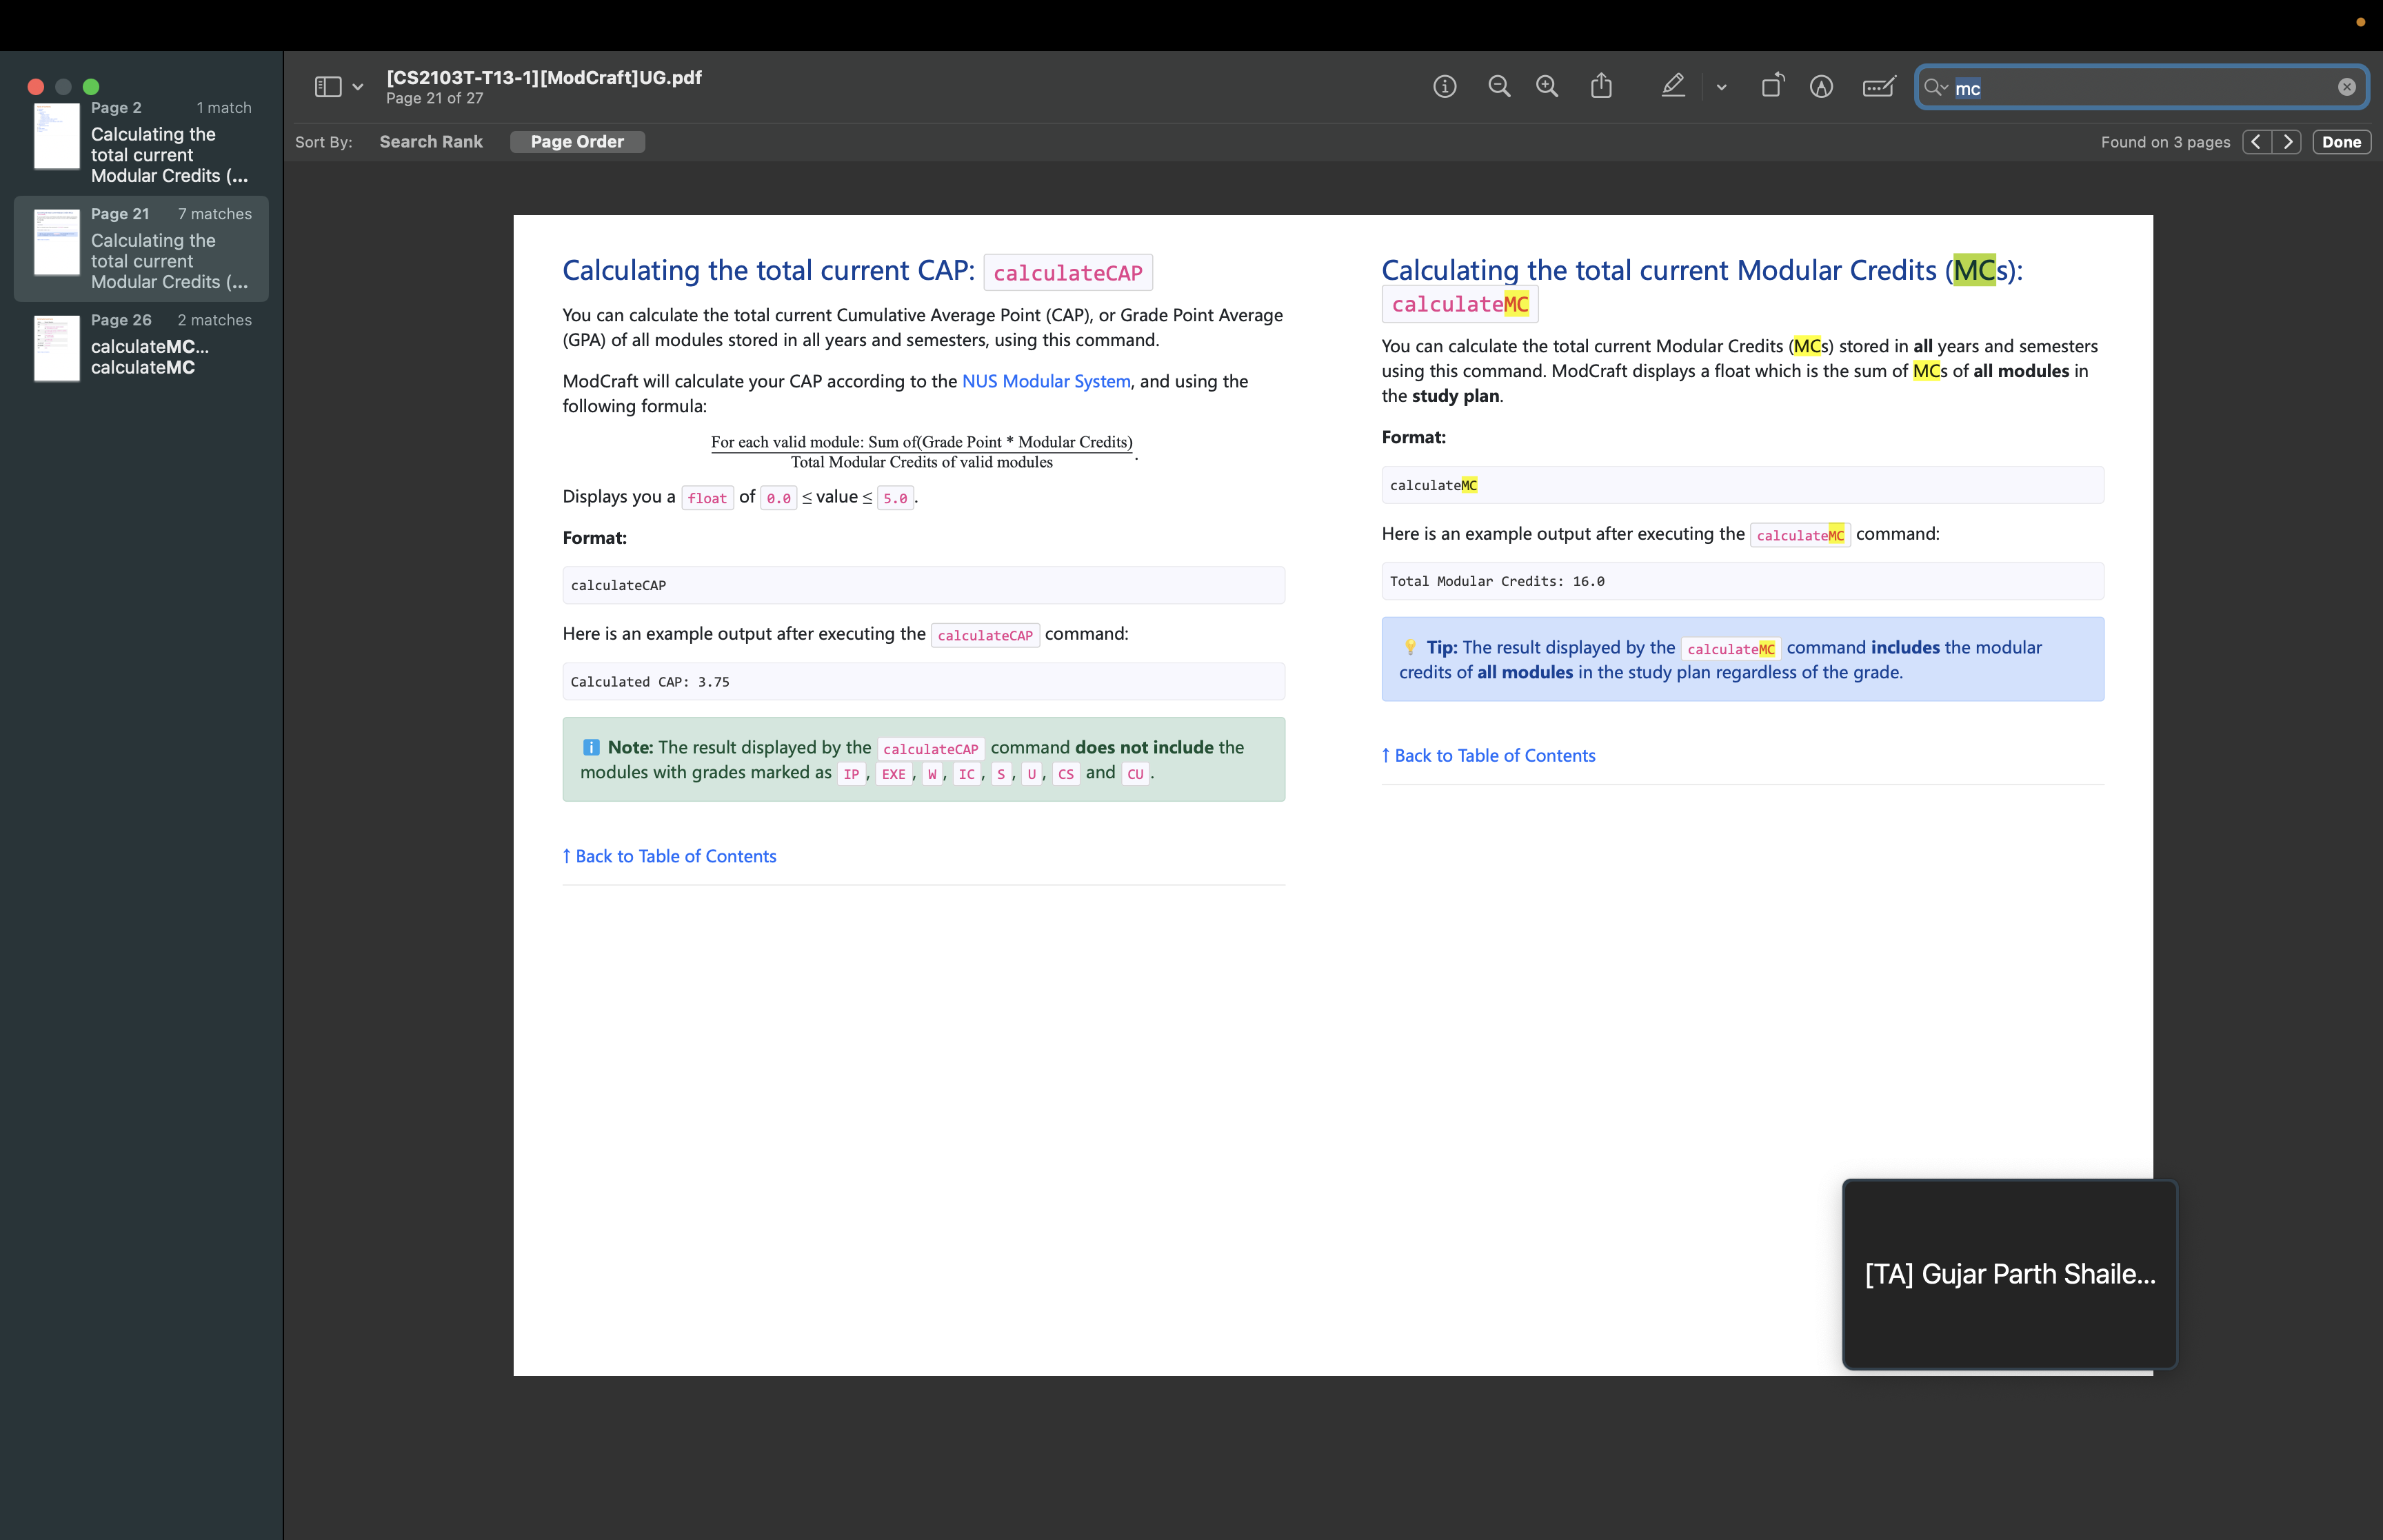 [CS2103T-T13-1][ModCraft]UG.pdf
Page 21 of 27
mc
Sort By:
Search Rank
Page Order
Found on 3 pages
Done
Page 2
1 match
Calculating the
total current
Modular Credits (...
Page 21
7 matches
Calculating the
total current
Modular Credits (...
Page 26
2 matches
calculateMC...
calculateMC
Calculating the total current CAP: calculateCAP
You can calculate the total current Cumulative Average Point (CAP), or Grade Point Average
(GPA) of all modules stored in all years and semesters, using this command.
ModCraft will calculate your CAP according to the NUS Modular System, and using the
following formula:
For each valid module: Sum of(Grade Point * Modular Credits)
Total Modular Credits of valid modules .
Displays you a float of 0.0 ≤ value ≤ 5.0 .
Format:
calculateCAP
Here is an example output after executing the calculateCAP command:
Calculated CAP: 3.75
ℹ️ Note: The result displayed by the calculateCAP command does not include the
modules with grades marked as IP , EXE , W , IC , S , U , CS and CU .
↑ Back to Table of Contents
Calculating the total current Modular Credits (MCs):
calculateMC
You can calculate the total current Modular Credits (MCs) stored in all years and semesters
using this command. ModCraft displays a float which is the sum of MCs of all modules in
the study plan.
Format:
calculateMC
Here is an example output after executing the calculateMC command:
Total Modular Credits: 16.0
💡 Tip: The result displayed by the calculateMC command includes the modular
credits of all modules in the study plan regardless of the grade.
↑ Back to Table of Contents
[TA] Gujar Parth Shaile...